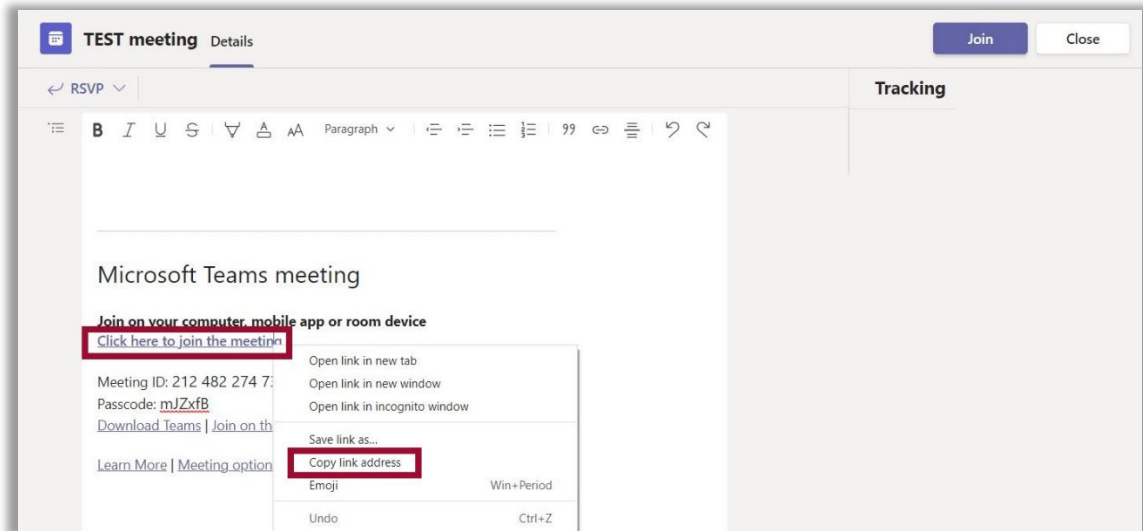 TEST meeting Details Join Close
RSVP
Tracking
B I U S A AA Paragraph 99
Microsoft Teams meeting
Join on your computer, mobile app or room device
Click here to join the meeting
Open link in new tab
Meeting ID: 212 482 274 7
Open link in new window
Passcode: mJZxfB
Open link in incognito window
Download Teams | Join on th
Save link as...
Learn More | Meeting option
Copy link address
Emoji Win+Period
Undo Ctrl+Z